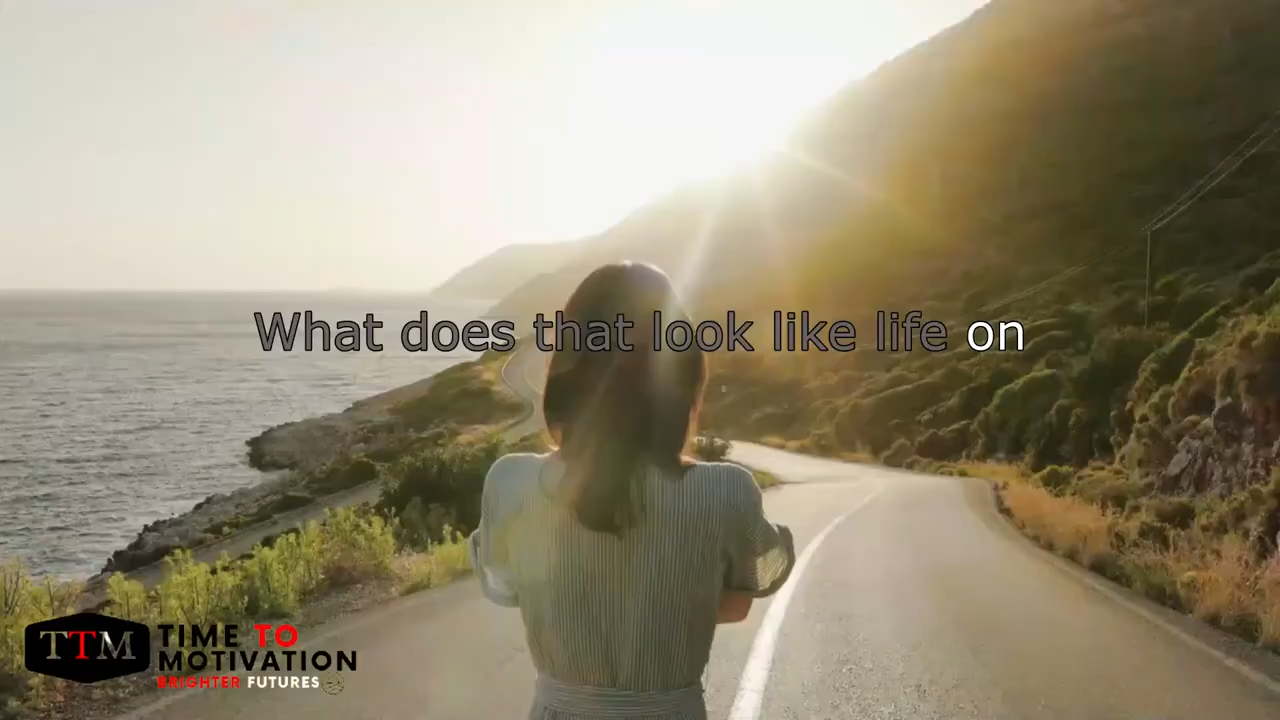 What does that look like life on
TTM
TIME TO
MOTIVATION
BRIGHTER FUTURES